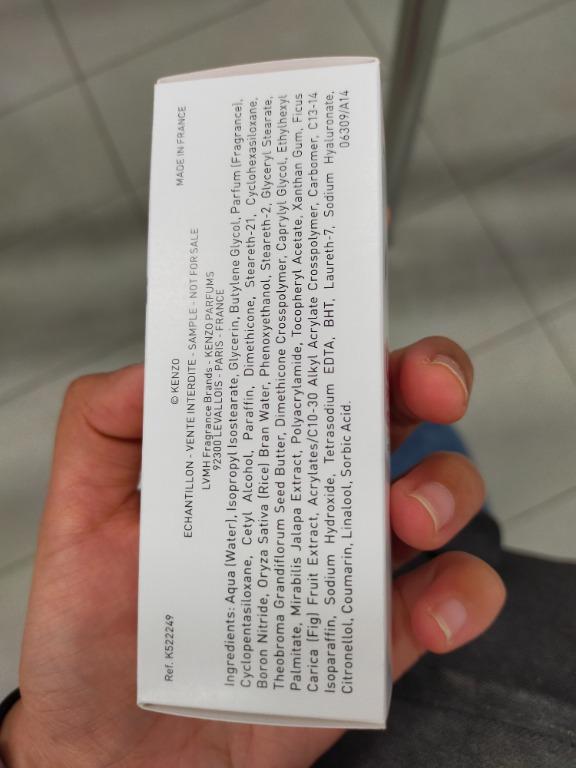 Ref. K522249
© KENZO
MADE IN FRANCE
ECHANTILLON - VENTE INTERDITE - SAMPLE - NOT FOR SALE
LVMH Fragrance Brands - KENZO PARFUMS
92300 LEVALLOIS - PARIS - FRANCE
Ingredients: Aqua (Water), Isopropyl Isostearate, Glycerin, Butylene Glycol, Parfum (Fragrance),
Cyclopentasiloxane, Cetyl Alcohol, Paraffin, Dimethicone, Steareth-21, Cyclohexasiloxane,
Boron Nitride, Oryza Sativa (Rice) Bran Water, Phenoxyethanol, Steareth-2, Glyceryl Stearate,
Theobroma Grandiflorum Seed Butter, Dimethicone Crosspolymer, Caprylyl Glycol, Ethylhexyl
Palmitate, Mirabilis Jalapa Extract, Polyacrylamide, Tocopheryl Acetate, Xanthan Gum, Ficus
Carica (Fig) Fruit Extract, Acrylates/C10-30 Alkyl Acrylate Crosspolymer, Carbomer, C13-14
Isoparaffin, Sodium Hydroxide, Tetrasodium EDTA, BHT, Laureth-7, Sodium Hyaluronate,
Citronellol, Coumarin, Linalool, Sorbic Acid.
06309/A14